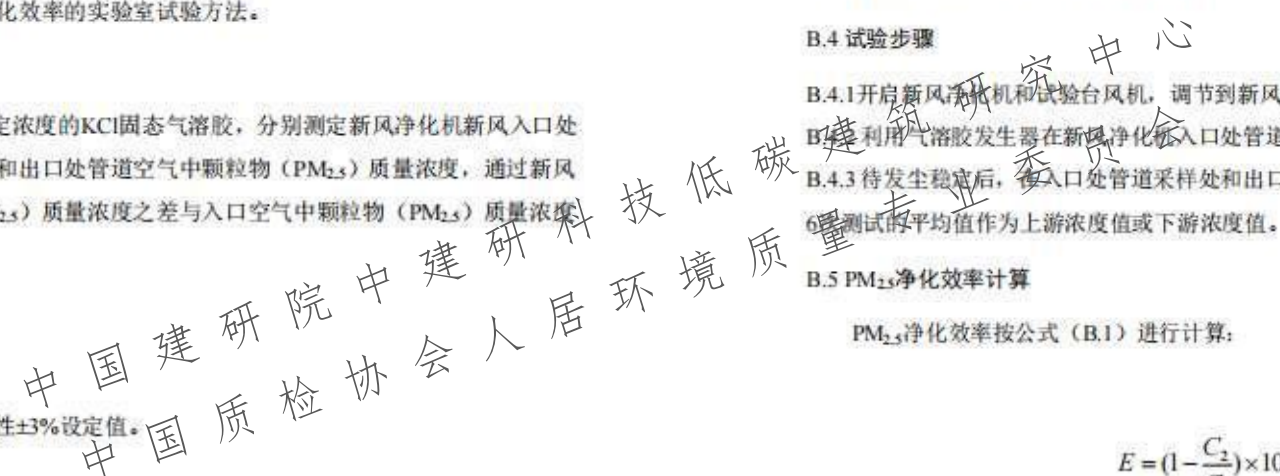 化效率的实验室试验方法。
定浓度的KCl固态气溶胶，分别测定新风净化机新风入口处
和出口处管道空气中颗粒物（PM2.5）质量浓度，通过新风
2.5）质量浓度之差与入口空气中颗粒物（PM2.5）质量浓度
性±3%设定值。
B.4 试验步骤
B.4.1开启新风净化机和试验台风机，调节到新风
利用气溶胶发生器在新风净化机入口处管道
B.4.3 待发尘稳定后，在入口处管道采样处和出口
测试的平均值作为上游浓度值或下游浓度值。
B.5 PM2.5净化效率计算
PM2.5净化效率按公式（B.1）进行计算：
E=(1-C2)×10
中国建研院中建研科技低碳建筑研究中心
中国质检协会人居环境质量专业委员会